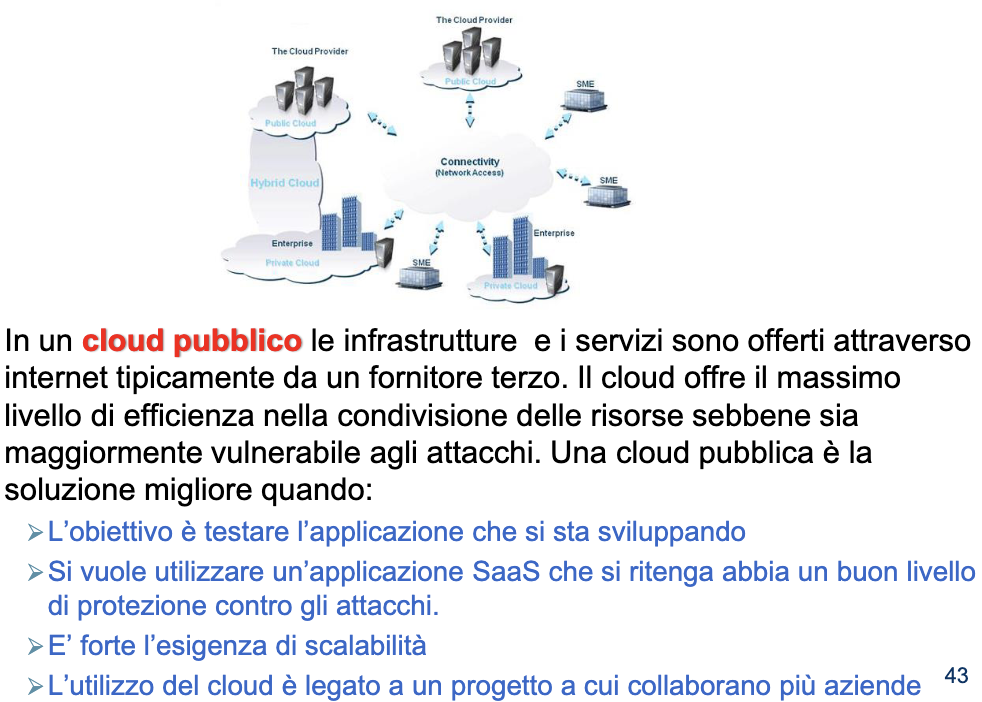 The Cloud Provider
The Cloud Provider
Public Cloud
SME
Public Cloud
Connectivity
(Network Access)
Hybrid Cloud
SME
Enterprise
Enterprise
Private Cloud
SME
Private Cloud
In un cloud pubblico le infrastrutture e i servizi sono offerti attraverso
internet tipicamente da un fornitore terzo. Il cloud offre il massimo
livello di efficienza nella condivisione delle risorse sebbene sia
maggiormente vulnerabile agli attacchi. Una cloud pubblica è la
soluzione migliore quando:
➢L’obiettivo è testare l’applicazione che si sta sviluppando
➢Si vuole utilizzare un’applicazione SaaS che si ritenga abbia un buon livello
di protezione contro gli attacchi.
➢E’ forte l’esigenza di scalabilità
➢L’utilizzo del cloud è legato a un progetto a cui collaborano più aziende
43